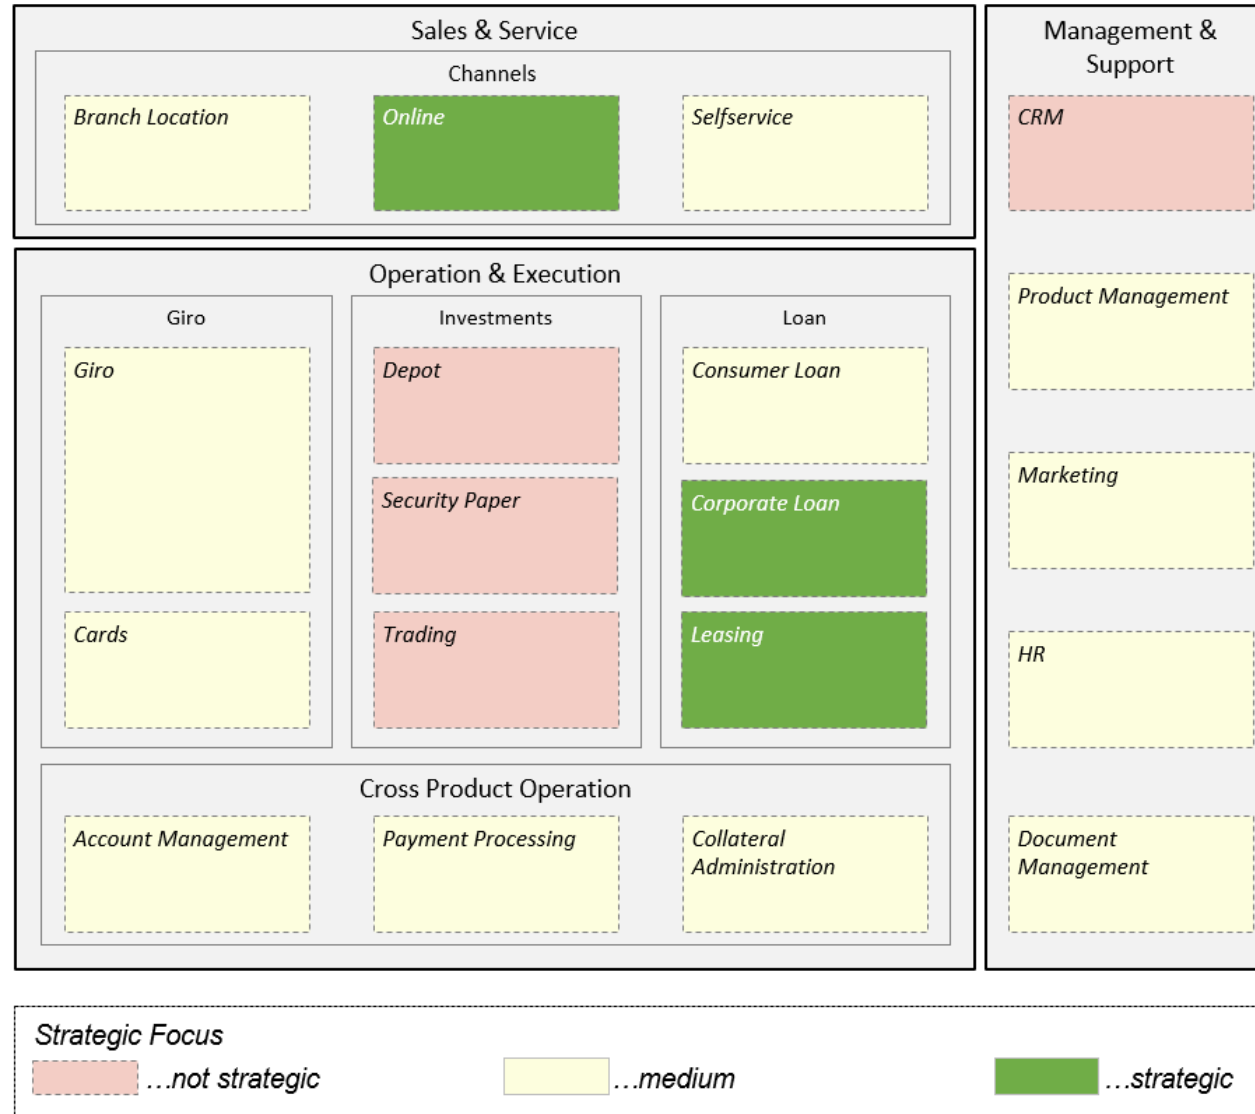 Sales & Service
Channels
Branch Location
Online
Selfservice
Management &
Support
CRM
Product Management
Marketing
HR
Document
Management
Operation & Execution
Giro
Giro
Cards
Investments
Depot
Security Paper
Trading
Loan
Consumer Loan
Corporate Loan
Leasing
Cross Product Operation
Account Management
Payment Processing
Collateral
Administration
Strategic Focus
...not strategic
...medium
...strategic